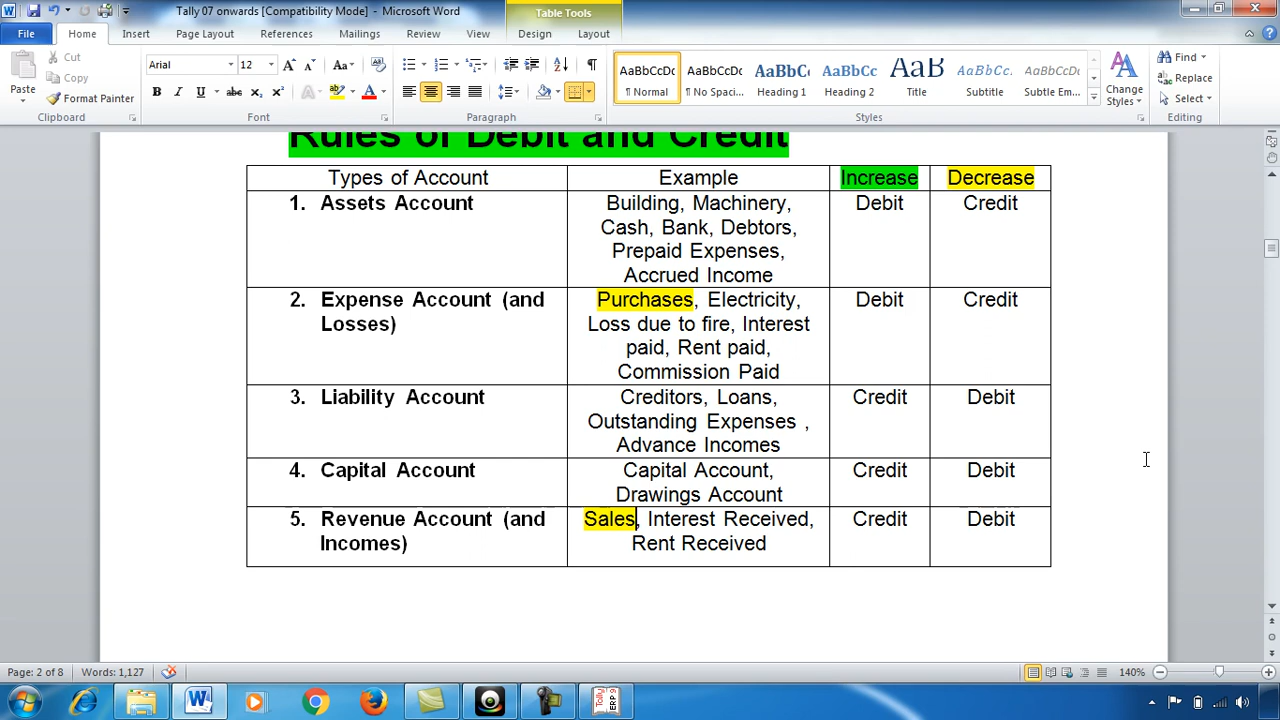 Tally 07 onwards [Compatibility Mode] - Microsoft Word
Table Tools
File Home Insert Page Layout References Mailings Review View Design Layout
Cut
Copy
Format Painter
Paste
Clipboard
Arial 12
Font
Paragraph
AaBbCcDc AaBbCcDc AaBbCc AaBbCc AaB AaBbCcDc AaBbCcDc
¶ Normal ¶ No Spaci... Heading 1 Heading 2 Title Subtitle Subtle Em...
Change Styles
Styles
Find
Replace
Select
Editing
Rules of Debit and Credit
Types of Account Example Increase Decrease
1. Assets Account Building, Machinery, Debit Credit
Cash, Bank, Debtors,
Prepaid Expenses,
Accrued Income
2. Expense Account (and Purchases, Electricity, Debit Credit
Losses) Loss due to fire, Interest
paid, Rent paid,
Commission Paid
3. Liability Account Creditors, Loans, Credit Debit
Outstanding Expenses ,
Advance Incomes
4. Capital Account Capital Account, Credit Debit
Drawings Account
5. Revenue Account (and Sales, Interest Received, Credit Debit
Incomes) Rent Received
Page: 2 of 8 Words: 1,127 140%
Tally ERP 9